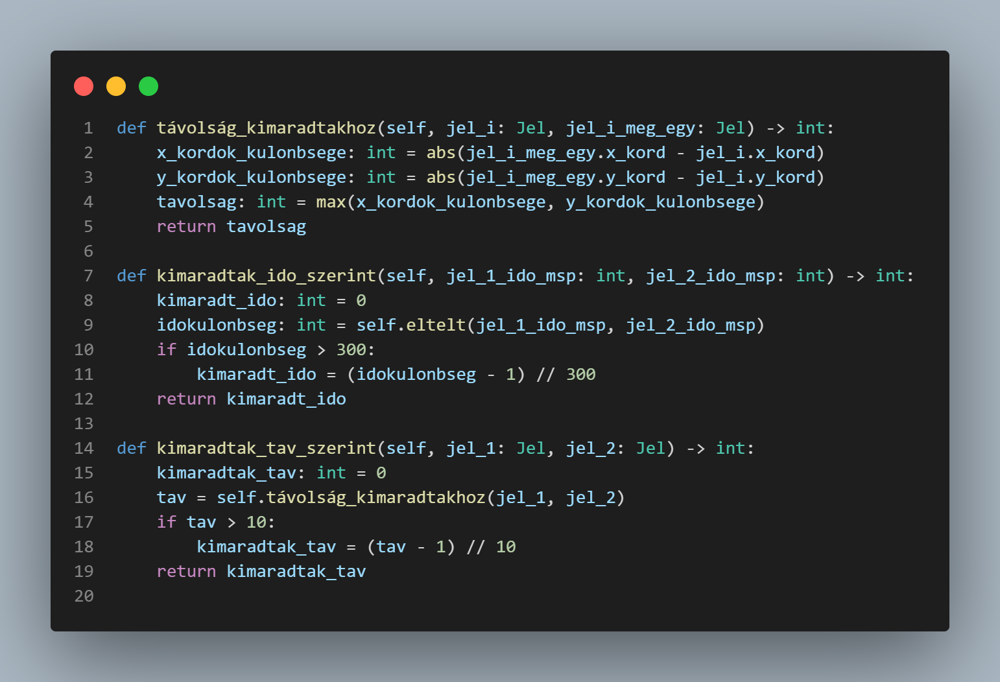 1 def távolság_kimaradtakhoz(self, jel_i: Jel, jel_i_meg_egy: Jel) -> int:
2     x_kordok_kulonbsege: int = abs(jel_i_meg_egy.x_kord - jel_i.x_kord)
3     y_kordok_kulonbsege: int = abs(jel_i_meg_egy.y_kord - jel_i.y_kord)
4     tavolsag: int = max(x_kordok_kulonbsege, y_kordok_kulonbsege)
5     return tavolsag
6
7 def kimaradtak_ido_szerint(self, jel_1_ido_msp: int, jel_2_ido_msp: int) -> int:
8     kimaradt_ido: int = 0
9     idokulonbseg: int = self.eltelt(jel_1_ido_msp, jel_2_ido_msp)
10     if idokulonbseg > 300:
11         kimaradt_ido = (idokulonbseg - 1) // 300
12     return kimaradt_ido
13
14 def kimaradtak_tav_szerint(self, jel_1: Jel, jel_2: Jel) -> int:
15     kimaradtak_tav: int = 0
16     tav = self.távolság_kimaradtakhoz(jel_1, jel_2)
17     if tav > 10:
18         kimaradtak_tav = (tav - 1) // 10
19     return kimaradtak_tav
20